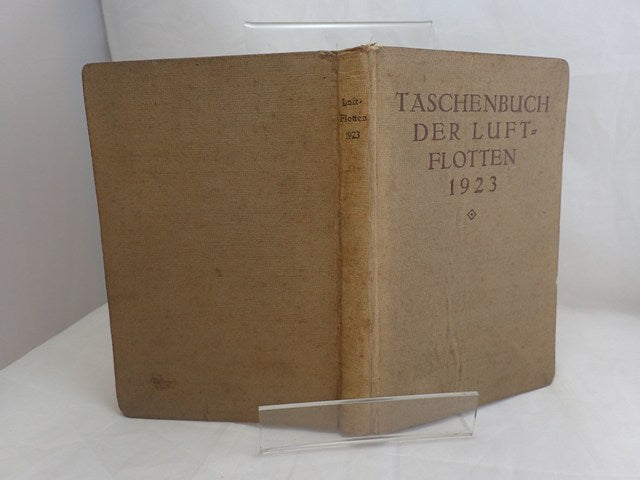 Luft-
Flotten
1923
TASCHENBUCH
DER LUFT-
FLOTTEN
1923